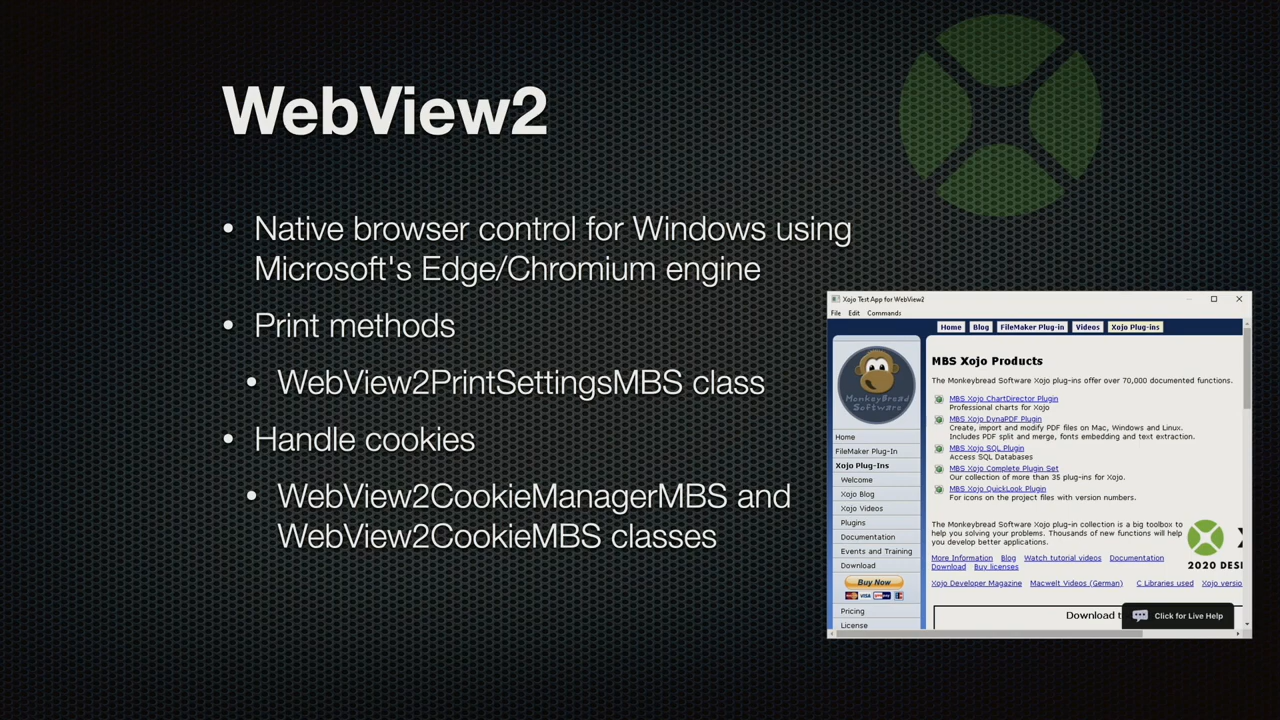 WebView2
• Native browser control for Windows using
Microsoft's Edge/Chromium engine
• Print methods
• WebView2PrintSettingsMBS class
• Handle cookies
• WebView2CookieManagerMBS and
WebView2CookieMBS classes
Xojo Test App for WebView2
File Edit Commands
Home Blog FileMaker Plug-in Videos Xojo Plug-ins
MonkeyBread
Software
Home
FileMaker Plug-In
Xojo Plug-Ins
Welcome
Xojo Blog
Xojo Videos
Plugins
Documentation
Events and Training
Download
Buy Now
VISA
Pricing
License
MBS Xojo Products
The Monkeybread Software Xojo plug-ins offer over 70,000 documented functions.
MBS Xojo ChartDirector Plugin
Professional charts for Xojo
MBS Xojo DynaPDF Plugin
Create, import and modify PDF files on Mac, Windows and Linux.
Includes PDF split and merge, fonts embedding and text extraction.
MBS Xojo SQL Plugin
Access SQL Databases
MBS Xojo Complete Plugin Set
Our collection of more than 35 plug-ins for Xojo.
MBS Xojo QuickLook Plugin
For icons on the project files with version numbers.
The Monkeybread Software Xojo plug-in collection is a big toolbox to
help you solving your problems. Thousands of new functions will help
you develop better applications.
X
2020 DESI
More Information Blog Watch tutorial videos Documentation
Download Buy licenses
Xojo Developer Magazine Macwelt Videos (German) C Libraries used Xojo versio
Download t
Click for Live Help